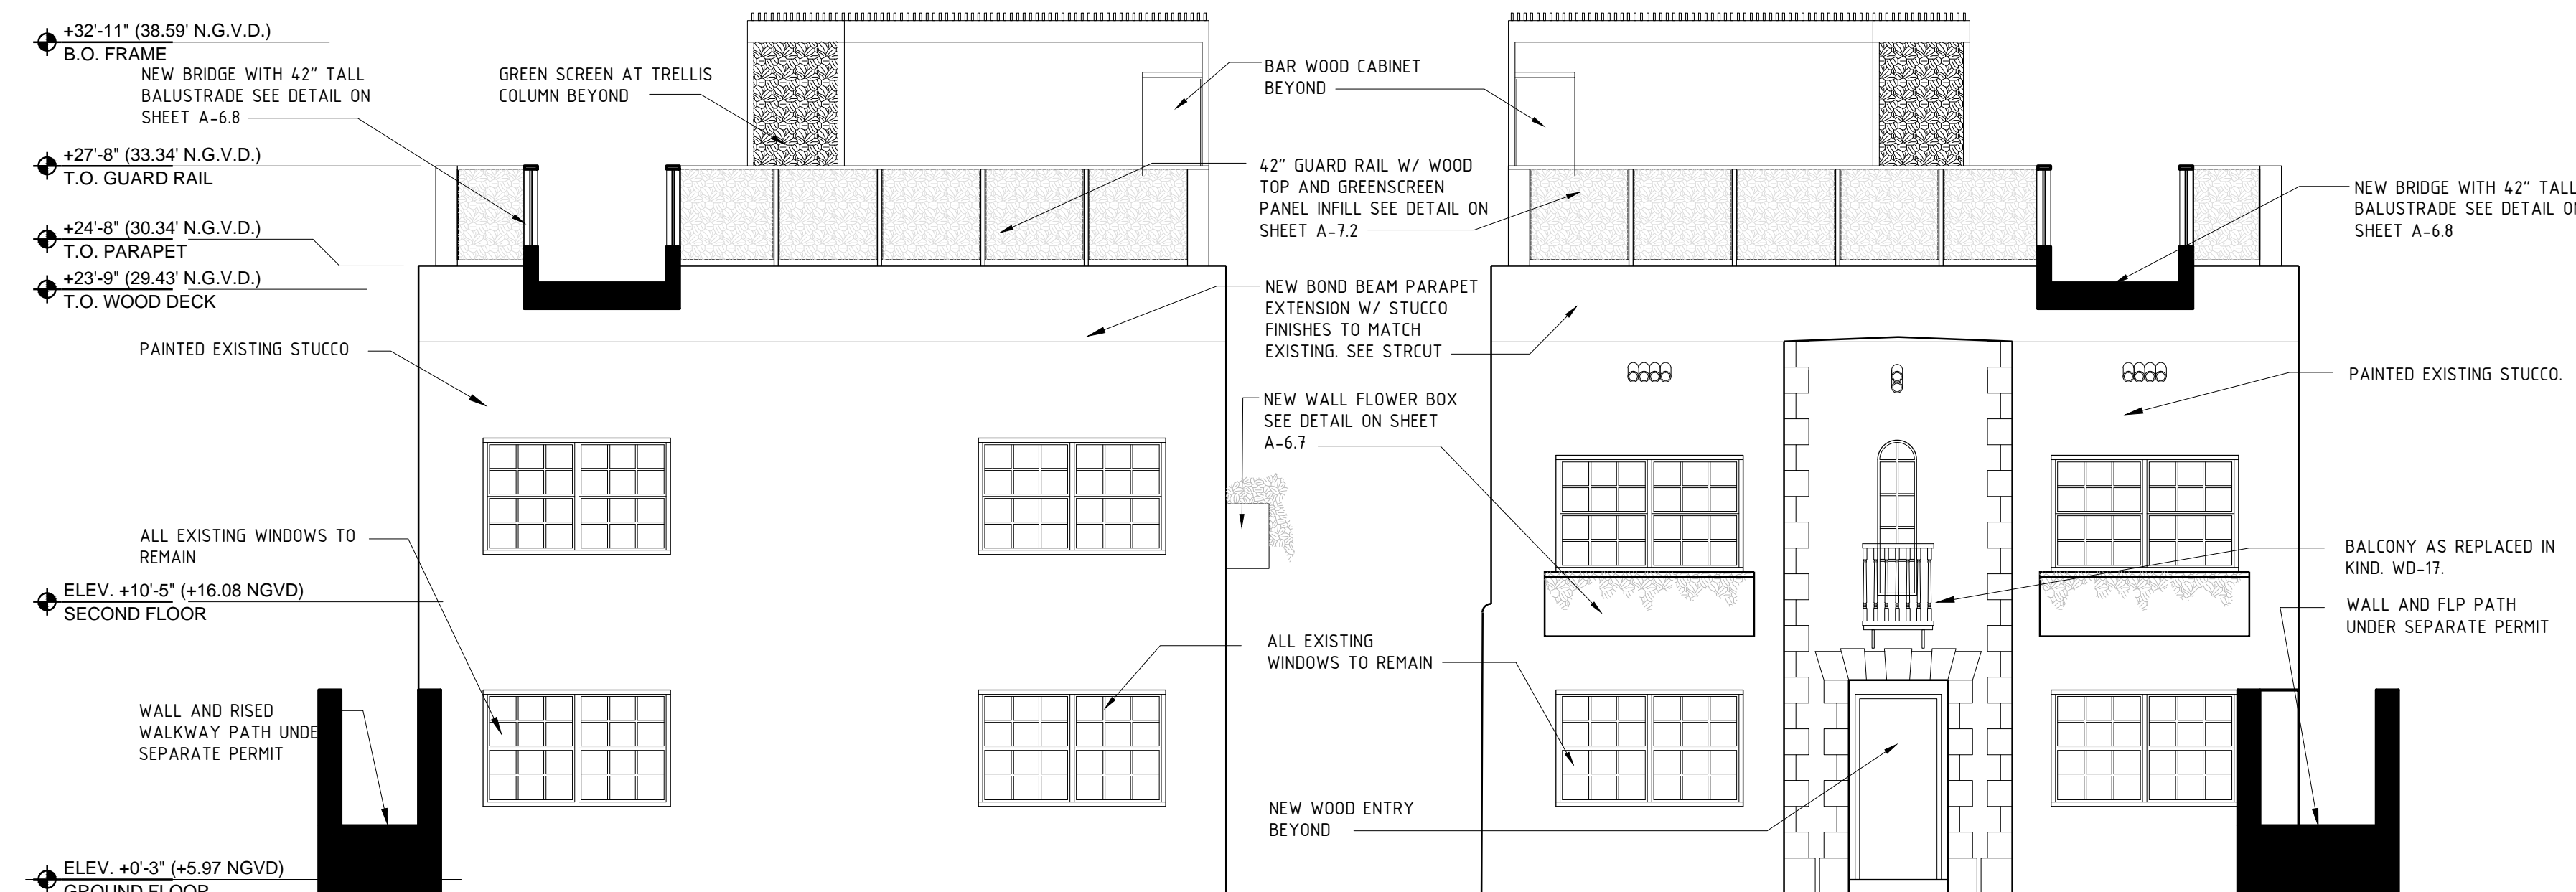 +32'-11" (38.59' N.G.V.D.)
B.O. FRAME
NEW BRIDGE WITH 42" TALL
BALUSTRADE SEE DETAIL ON
SHEET A-6.8
GREEN SCREEN AT TRELLIS
COLUMN BEYOND
+27'-8" (33.34' N.G.V.D.)
T.O. GUARD RAIL
+24'-8" (30.34' N.G.V.D.)
T.O. PARAPET
+23'-9" (29.43' N.G.V.D.)
T.O. WOOD DECK
PAINTED EXISTING STUCCO
ALL EXISTING WINDOWS TO
REMAIN
ELEV. +10'-5" (+16.08 NGVD)
SECOND FLOOR
WALL AND RISED
WALKWAY PATH UNDE
SEPARATE PERMIT
ELEV. +0'-3" (+5.97 NGVD)
GROUND FLOOR
BAR WOOD CABINET
BEYOND
42" GUARD RAIL W/ WOOD
TOP AND GREENSCREEN
PANEL INFILL SEE DETAIL ON
SHEET A-7.2
NEW BOND BEAM PARAPET
EXTENSION W/ STUCCO
FINISHES TO MATCH
EXISTING. SEE STRCUT
NEW WALL FLOWER BOX
SEE DETAIL ON SHEET
A-6.7
ALL EXISTING
WINDOWS TO REMAIN
NEW WOOD ENTRY
BEYOND
NEW BRIDGE WITH 42" TALL
BALUSTRADE SEE DETAIL ON
SHEET A-6.8
PAINTED EXISTING STUCCO.
BALCONY AS REPLACED IN
KIND. WD-17.
WALL AND FLP PATH
UNDER SEPARATE PERMIT